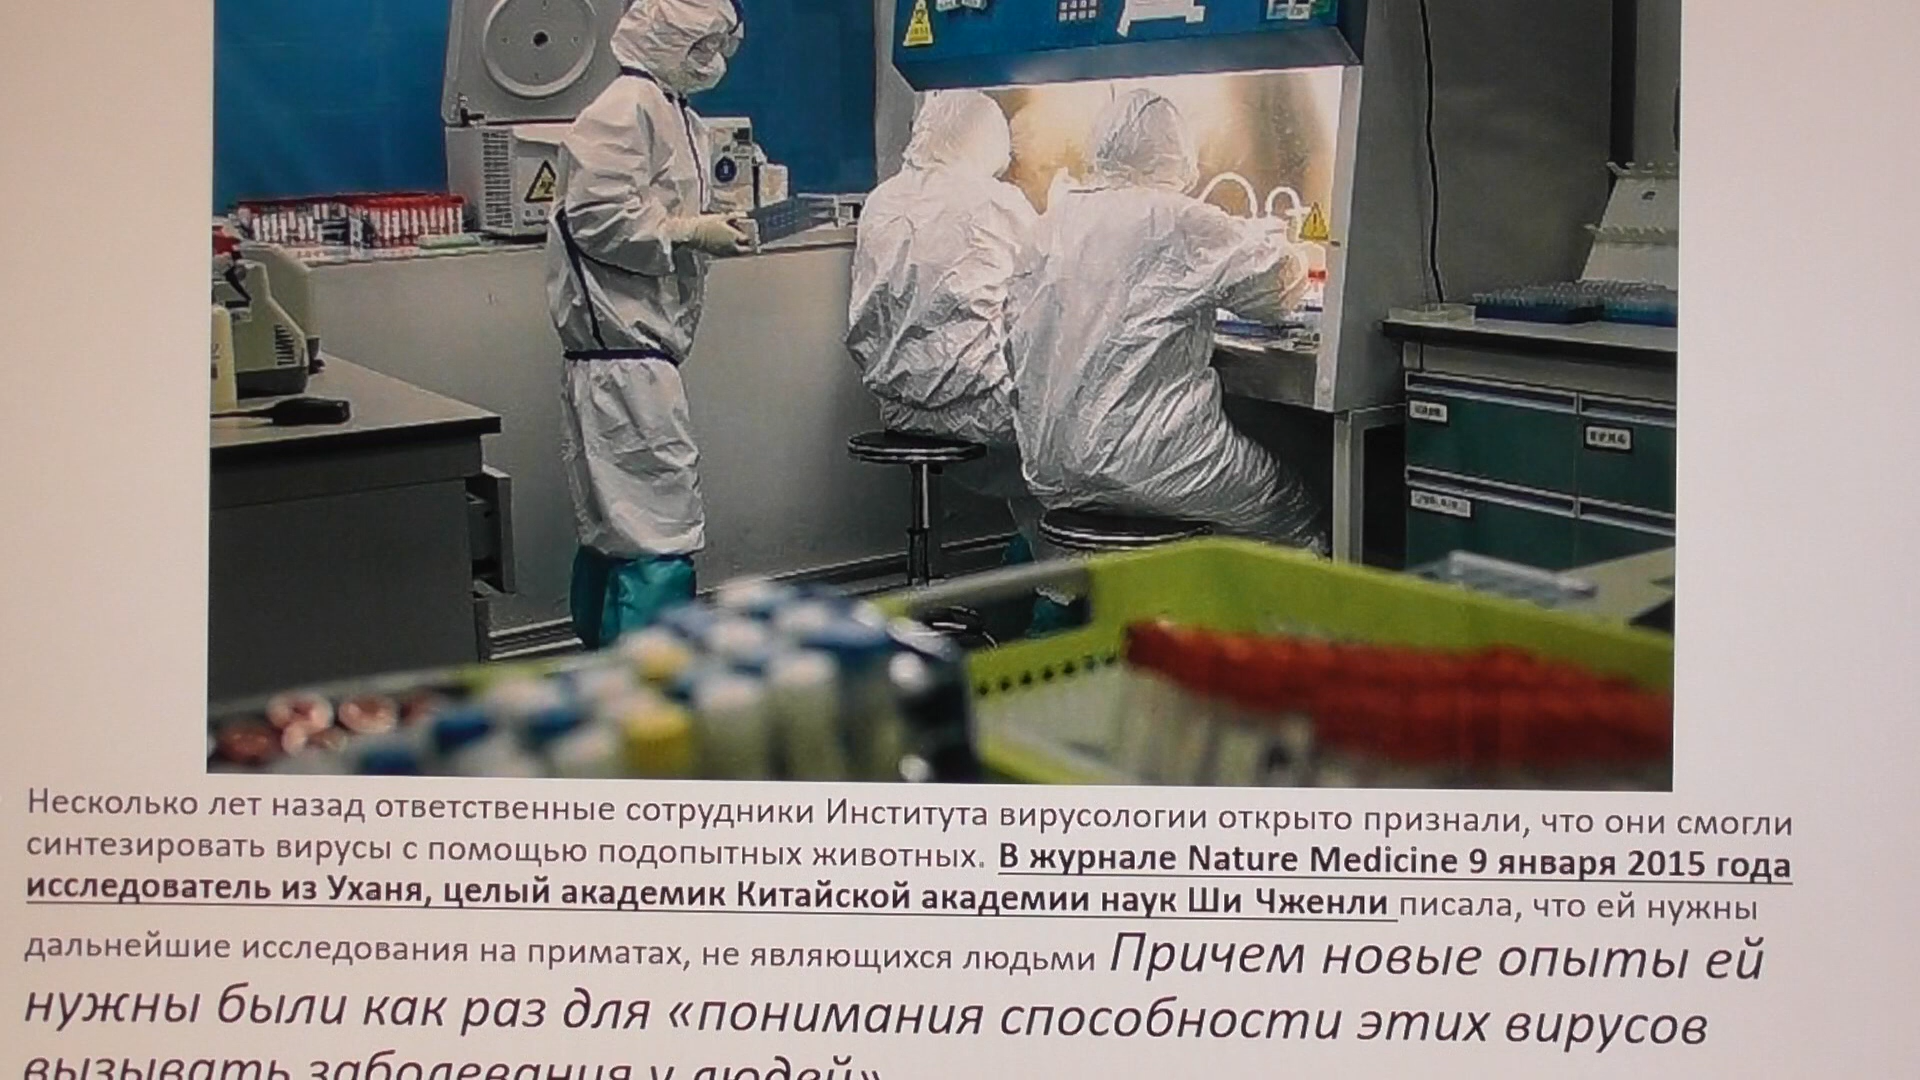 Несколько лет назад ответственные сотрудники Института вирусологии открыто признали, что они смогли
синтезировать вирусы с помощью подопытных животных. В журнале Nature Medicine 9 января 2015 года
исследователь из Уханя, целый академик Китайской академии наук Ши Чженли писала, что ей нужны
дальнейшие исследования на приматах, не являющихся людьми Причем новые опыты ей
нужны были как раз для «понимания способности этих вирусов
вызывать заболевания у людей»